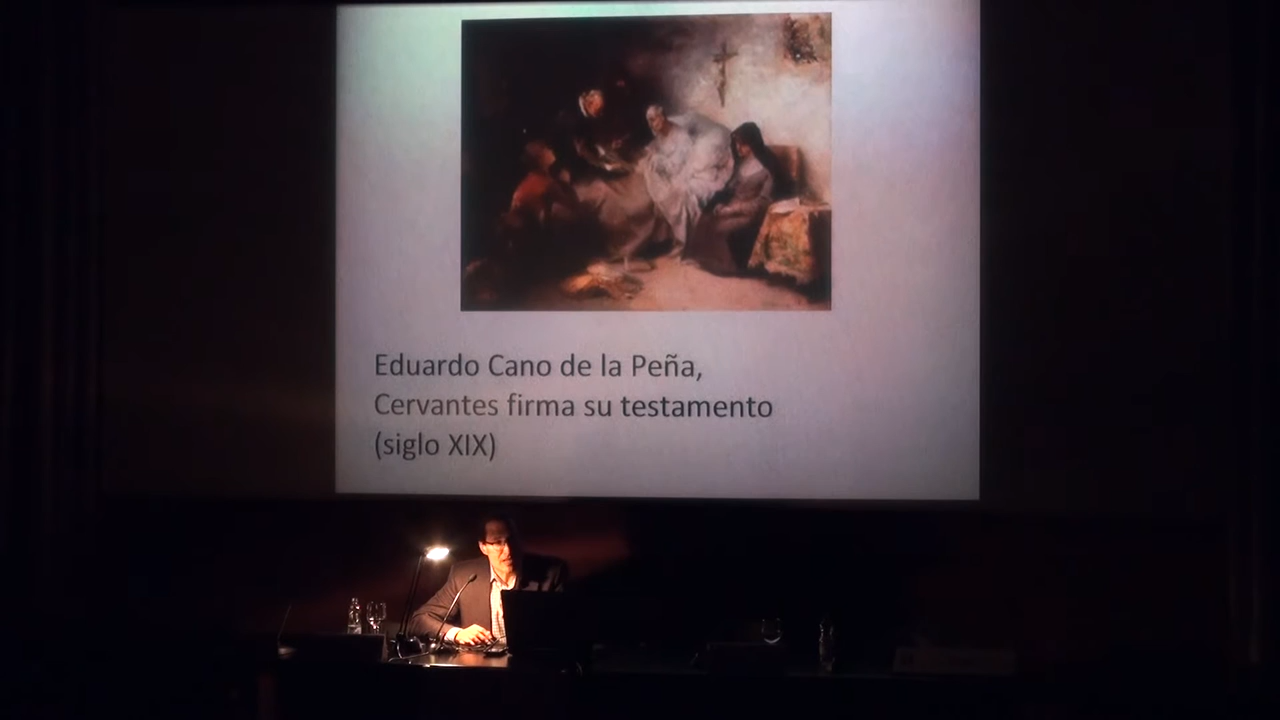 Eduardo Cano de la Peña,
Cervantes firma su testamento
(siglo XIX)